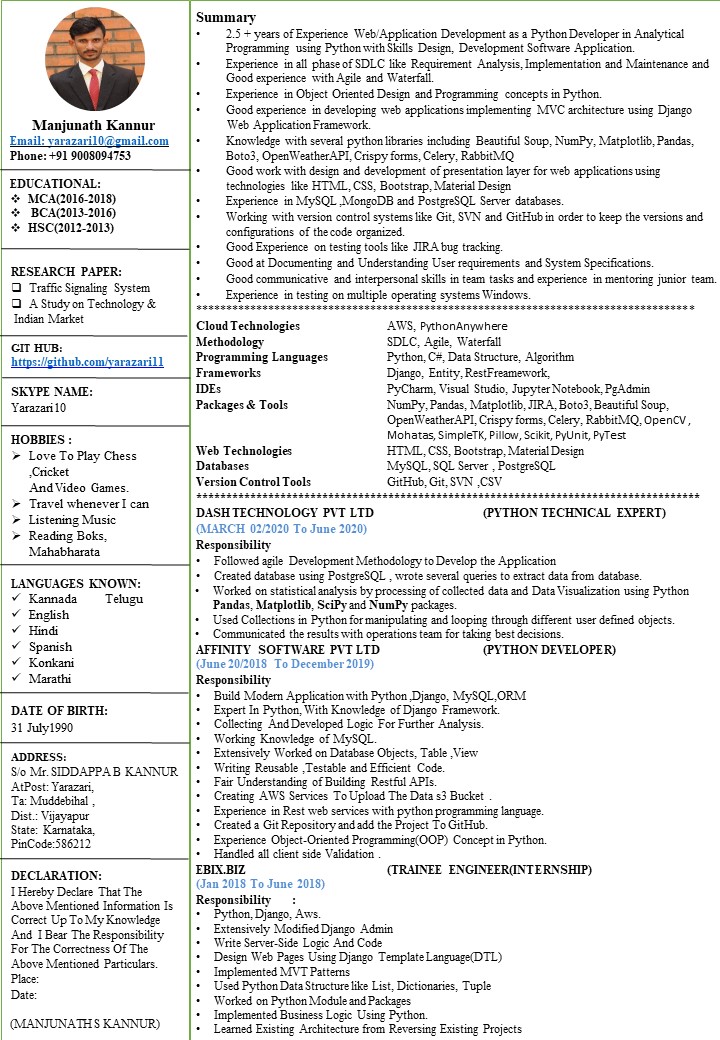 Manjunath Kannur
Email: yarazari10@gmail.com
Phone: +91 9008094753
EDUCATIONAL:
❖ MCA(2016-2018)
❖ BCA(2013-2016)
❖ HSC(2012-2013)
RESEARCH PAPER:
❑ Traffic Signaling System
❑ A Study on Technology &
Indian Market
GIT HUB:
https://github.com/yarazari11
SKYPE NAME:
Yarazari10
HOBBIES :
➢ Love To Play Chess
,Cricket
And Video Games.
➢ Travel whenever I can
➢ Listening Music
➢ Reading Boks,
Mahabharata
LANGUAGES KNOWN:
✓ Kannada Telugu
✓ English
✓ Hindi
✓ Spanish
✓ Konkani
✓ Marathi
DATE OF BIRTH:
31 July1990
ADDRESS:
S/o Mr. SIDDAPPA B KANNUR
AtPost: Yarazari,
Ta: Muddebihal ,
Dist.: Vijayapur
State: Karnataka,
PinCode:586212
DECLARATION:
I Hereby Declare That The
Above Mentioned Information Is
Correct Up To My Knowledge
And I Bear The Responsibility
For The Correctness Of The
Above Mentioned Particulars.
Place:
Date:
(MANJUNATH S KANNUR)
Summary
• 2.5 + years of Experience Web/Application Development as a Python Developer in Analytical
Programming using Python with Skills Design, Development Software Application.
• Experience in all phase of SDLC like Requirement Analysis, Implementation and Maintenance and
Good experience with Agile and Waterfall.
• Experience in Object Oriented Design and Programming concepts in Python.
• Good experience in developing web applications implementing MVC architecture using Django
Web Application Framework.
• Knowledge with several python libraries including Beautiful Soup, NumPy, Matplotlib, Pandas,
Boto3, OpenWeatherAPI, Crispy forms, Celery, RabbitMQ
• Good work with design and development of presentation layer for web applications using
technologies like HTML, CSS, Bootstrap, Material Design
• Experience in MySQL ,MongoDB and PostgreSQL Server databases.
• Working with version control systems like Git, SVN and GitHub in order to keep the versions and
configurations of the code organized.
• Good Experience on testing tools like JIRA bug tracking.
• Good at Documenting and Understanding User requirements and System Specifications.
• Good communicative and interpersonal skills in team tasks and experience in mentoring junior team.
• Experience in testing on multiple operating systems Windows.
******************************************************************************
Cloud Technologies AWS, PythonAnywhere
Methodology SDLC, Agile, Waterfall
Programming Languages Python, C#, Data Structure, Algorithm
Frameworks Django, Entity, RestFreamework,
IDEs PyCharm, Visual Studio, Jupyter Notebook, PgAdmin
Packages & Tools NumPy, Pandas, Matplotlib, JIRA, Boto3, Beautiful Soup,
OpenWeatherAPI, Crispy forms, Celery, RabbitMQ, OpenCV ,
Mohatas, SimpleTK, Pillow, Scikit, PyUnit, PyTest
Web Technologies HTML, CSS, Bootstrap, Material Design
Databases MySQL, SQL Server , PostgreSQL
Version Control Tools GitHub, Git, SVN ,CSV
******************************************************************************
DASH TECHNOLOGY PVT LTD (PYTHON TECHNICAL EXPERT)
(MARCH 02/2020 To June 2020)
Responsibility
• Followed agile Development Methodology to Develop the Application
• Created database using PostgreSQL , wrote several queries to extract data from database.
• Worked on statistical analysis by processing of collected data and Data Visualization using Python
Pandas, Matplotlib, SciPy and NumPy packages.
• Used Collections in Python for manipulating and looping through different user defined objects.
• Communicated the results with operations team for taking best decisions.
AFFINITY SOFTWARE PVT LTD (PYTHON DEVELOPER)
(June 20/2018 To December 2019)
Responsibility
• Build Modern Application with Python ,Django, MySQL,ORM
• Expert In Python, With Knowledge of Django Framework.
• Collecting And Developed Logic For Further Analysis.
• Working Knowledge of MySQL.
• Extensively Worked on Database Objects, Table ,View
• Writing Reusable ,Testable and Efficient Code.
• Fair Understanding of Building Restful APIs.
• Creating AWS Services To Upload The Data s3 Bucket .
• Experience in Rest web services with python programming language.
• Created a Git Repository and add the Project To GitHub.
• Experience Object-Oriented Programming(OOP) Concept in Python.
• Handled all client side Validation .
EBIX.BIZ (TRAINEE ENGINEER(INTERNSHIP)
(Jan 2018 To June 2018)
Responsibility :
• Python, Django, Aws.
• Extensively Modified Django Admin
• Write Server-Side Logic And Code
• Design Web Pages Using Django Template Language(DTL)
• Implemented MVT Patterns
• Used Python Data Structure like List, Dictionaries, Tuple
• Worked on Python Module and Packages
• Implemented Business Logic Using Python.
• Learned Existing Architecture from Reversing Existing Projects